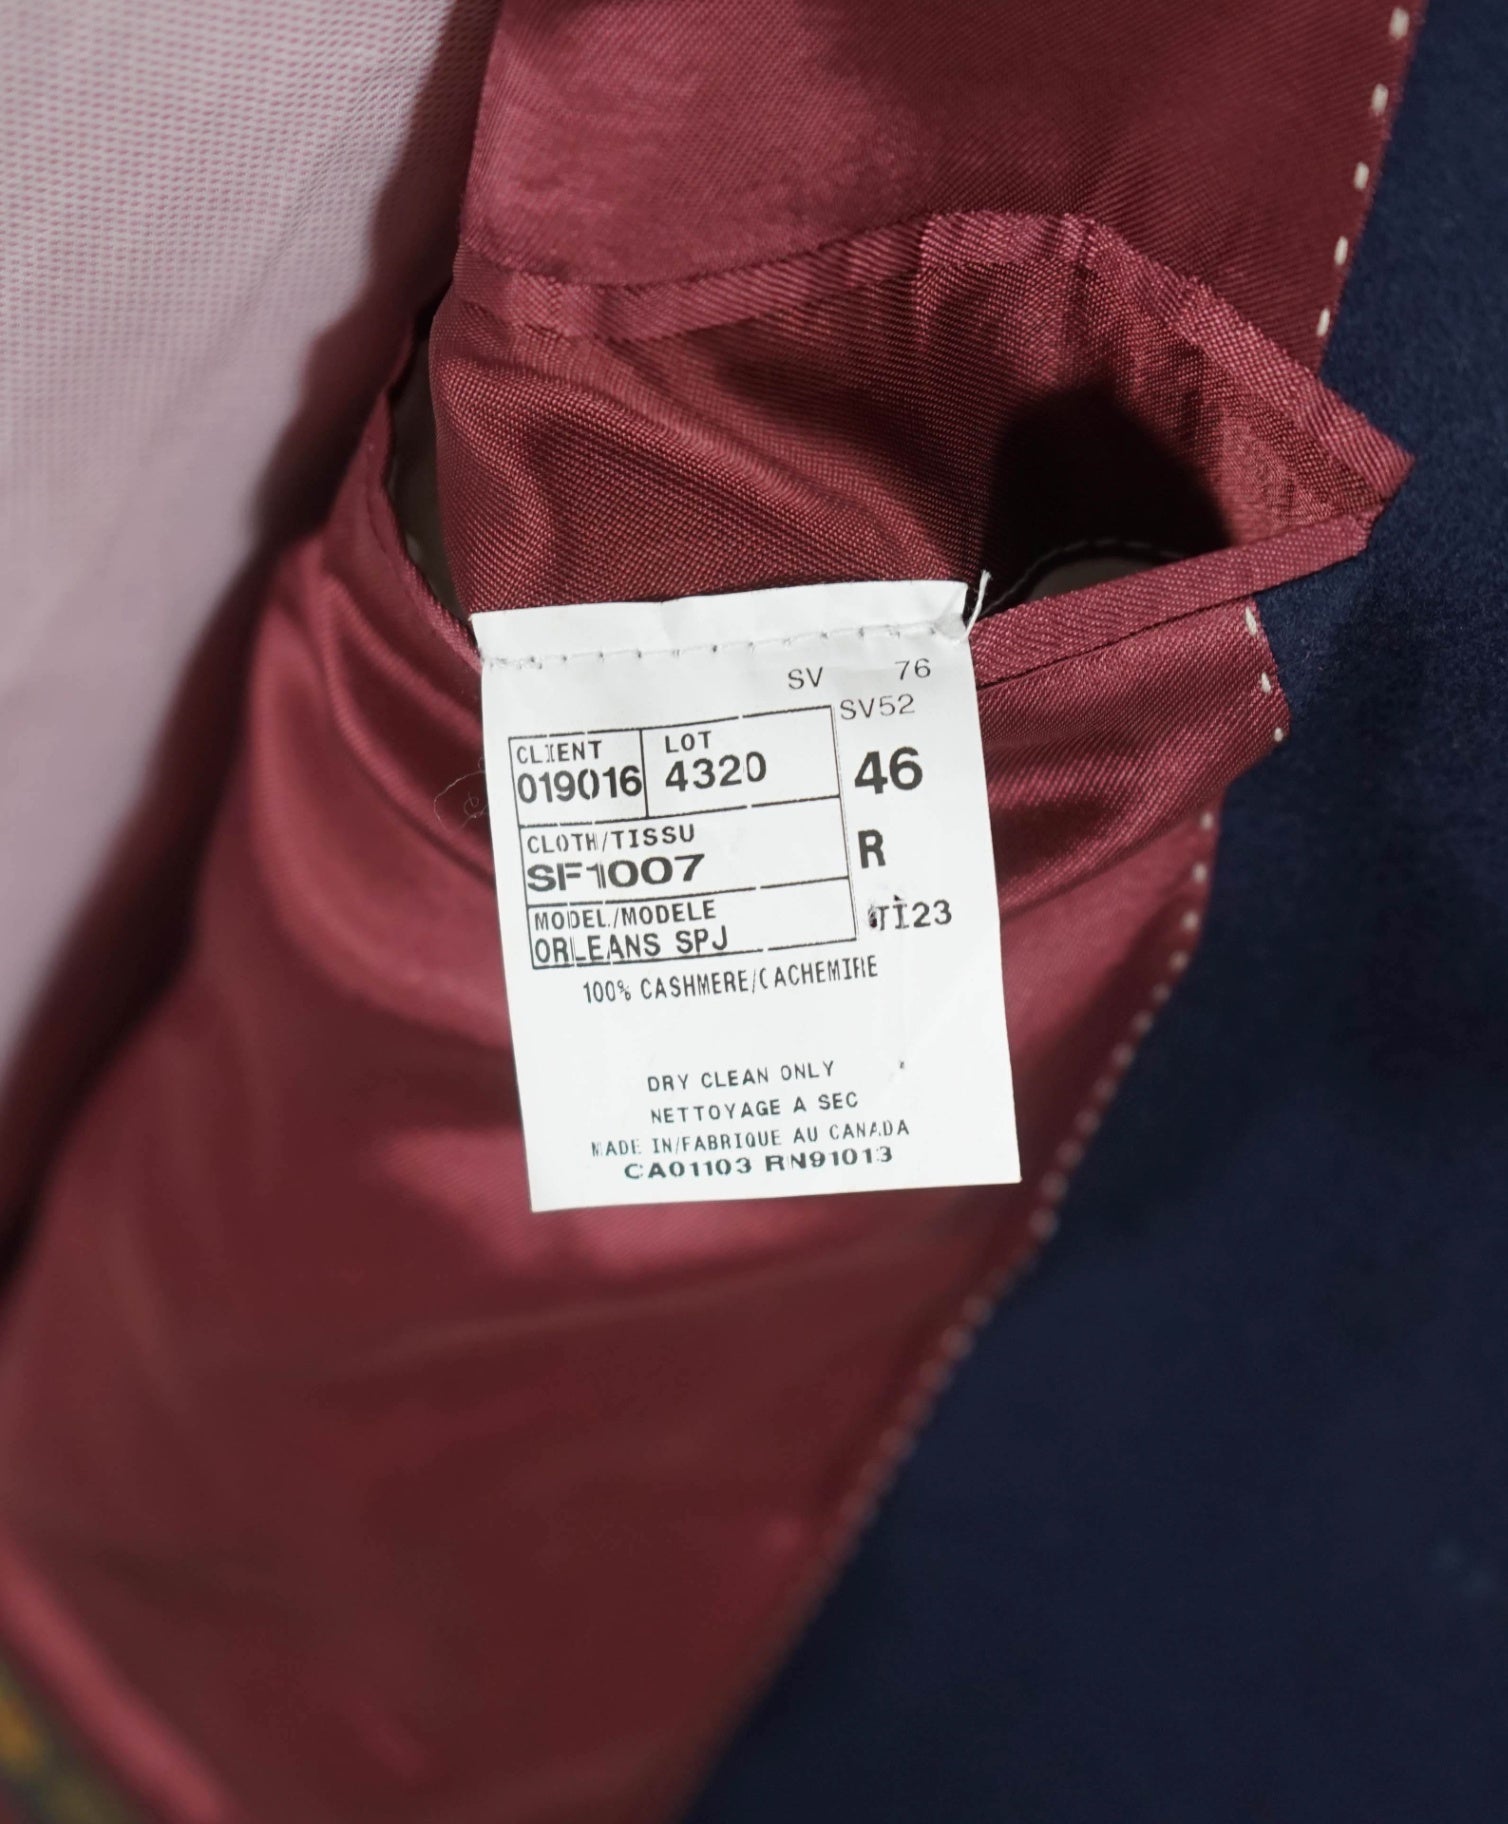 SV 76
SV52
CLIENT LOT
019016 4320 46
CLOTH/TISSU
SF1007 R
MODEL/MODELE
ORLEANS SPJ
100% CASHMERE/CACHEMIRE
DRY CLEAN ONLY
NETTOYAGE A SEC
MADE IN/FABRIQUE AU CANADA
CA01103 RN91013